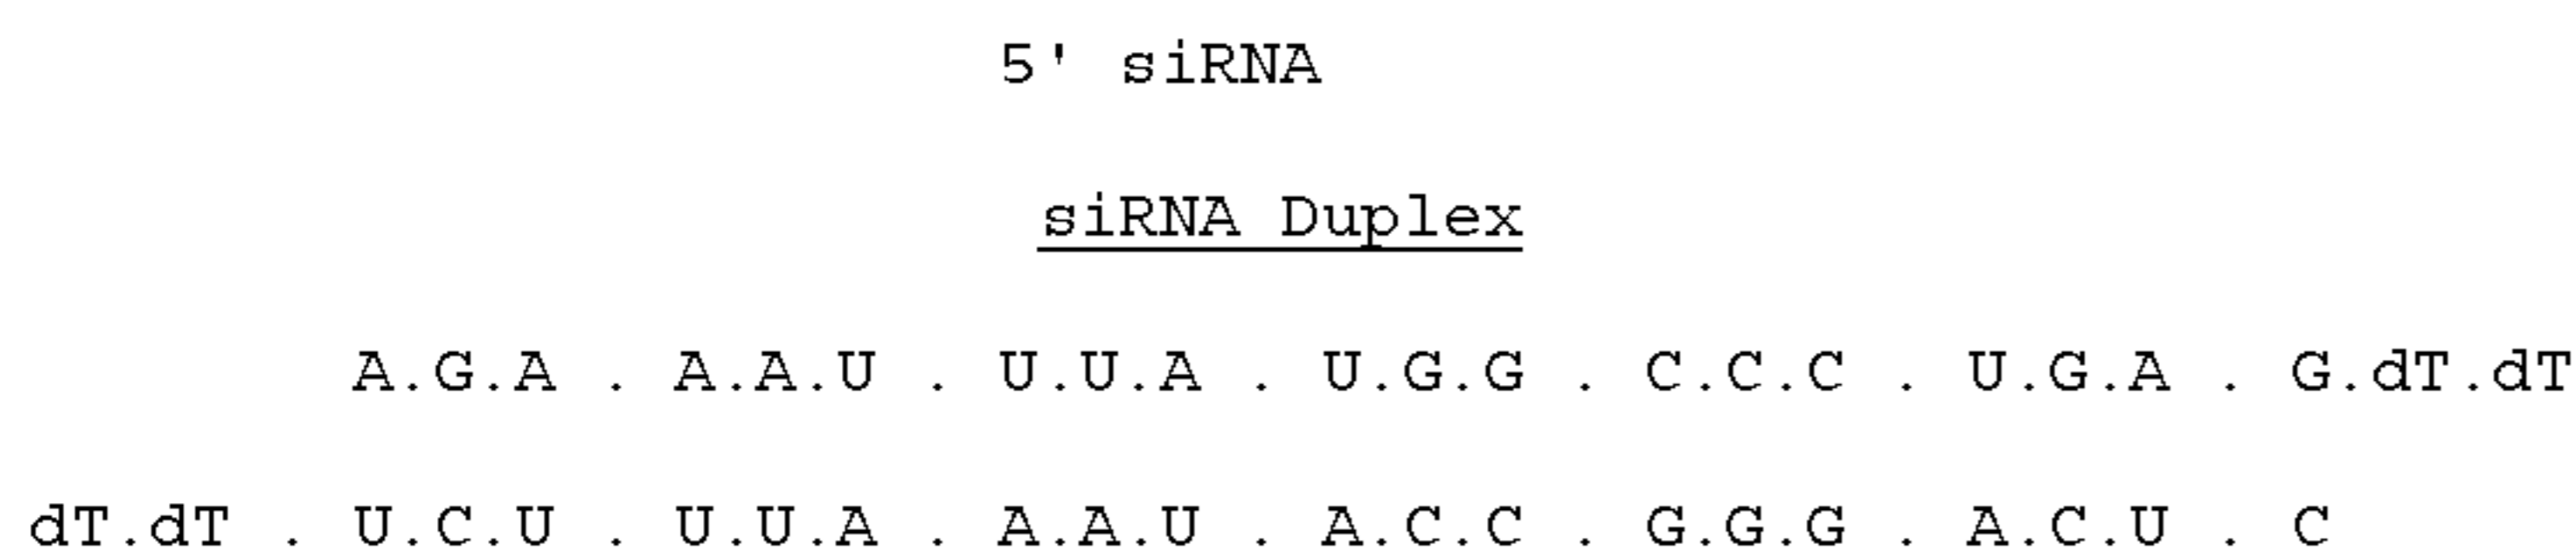 5' siRNA
siRNA Duplex
A.G.A . A.A.U . U.U.A . U.G.G . C.C.C . U.G.A . G.dT.dT
dT.dT . U.C.U . U.U.A . A.A.U . A.C.C . G.G.G . A.C.U . C